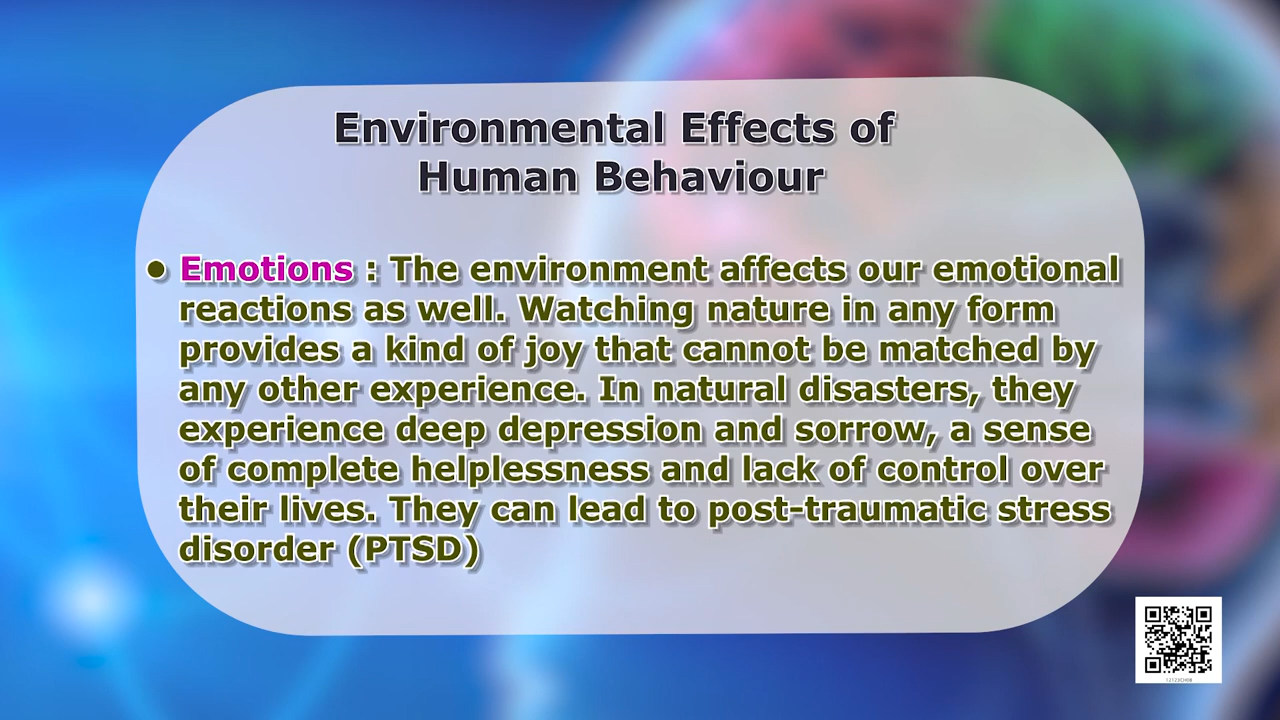 Environmental Effects of
Human Behaviour
• Emotions : The environment affects our emotional
reactions as well. Watching nature in any form
provides a kind of joy that cannot be matched by
any other experience. In natural disasters, they
experience deep depression and sorrow, a sense
of complete helplessness and lack of control over
their lives. They can lead to post-traumatic stress
disorder (PTSD)
12123CH08